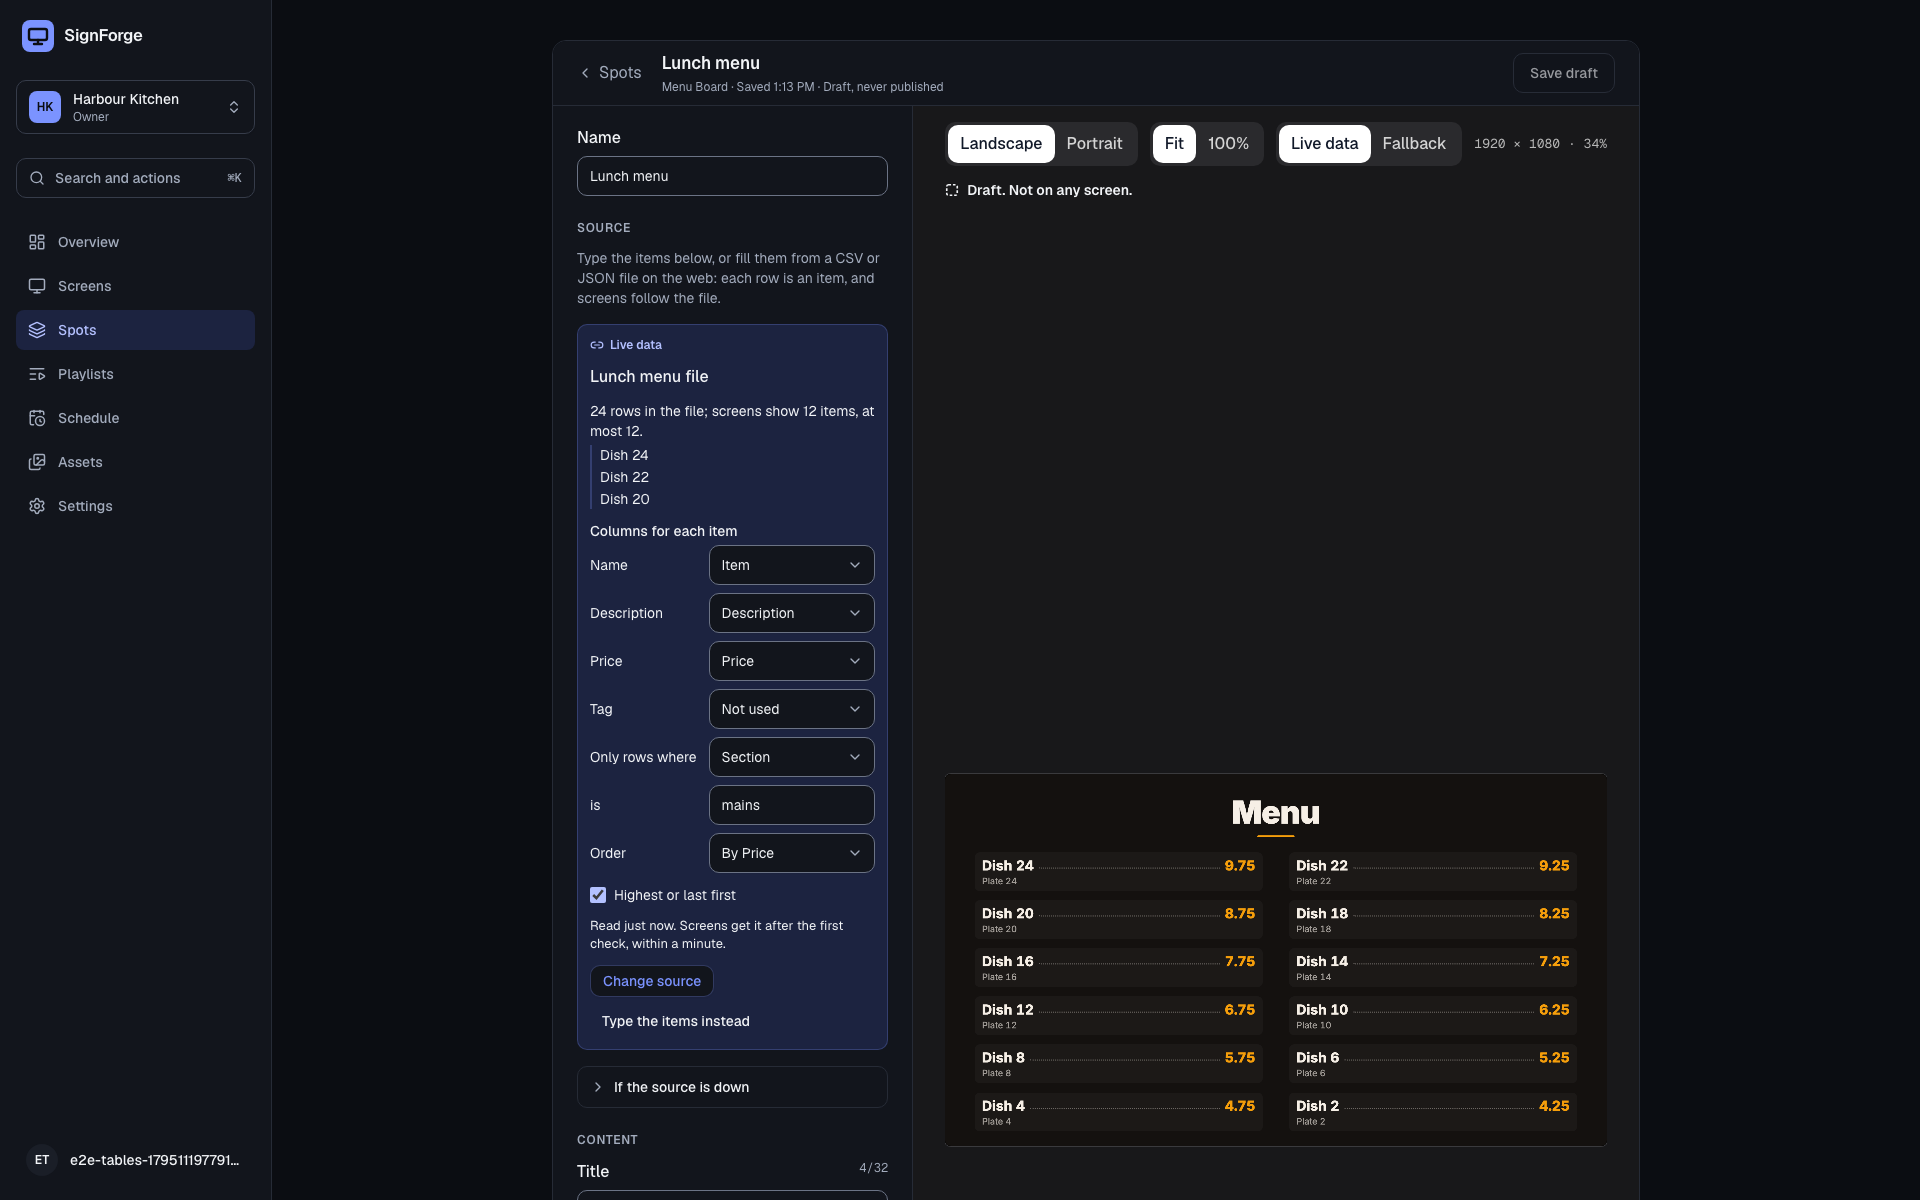 SignForge
HK
Harbour Kitchen
Owner
Search and actions
⌘K
Overview
Screens
Spots
Playlists
Schedule
Assets
Settings
ET
e2e-tables-179511197791...
Spots
Lunch menu
Menu Board · Saved 1:13 PM · Draft, never published
Save draft
Name
Lunch menu
SOURCE
Type the items below, or fill them from a CSV or
JSON file on the web: each row is an item, and
screens follow the file.
Live data
Lunch menu file
24 rows in the file; screens show 12 items, at
most 12.
Dish 24
Dish 22
Dish 20
Columns for each item
Name
Item
Description
Description
Price
Price
Tag
Not used
Only rows where
Section
is
mains
Order
By Price
Highest or last first
Read just now. Screens get it after the first
check, within a minute.
Change source
Type the items instead
If the source is down
CONTENT
Title
4/32
Landscape
Portrait
Fit
100%
Live data
Fallback
1920 × 1080 · 34%
Draft. Not on any screen.
Menu
Dish 24 9.75
Plate 24
Dish 22 9.25
Plate 22
Dish 20 8.75
Plate 20
Dish 18 8.25
Plate 18
Dish 16 7.75
Plate 16
Dish 14 7.25
Plate 14
Dish 12 6.75
Plate 12
Dish 10 6.25
Plate 10
Dish 8 5.75
Plate 8
Dish 6 5.25
Plate 6
Dish 4 4.75
Plate 4
Dish 2 4.25
Plate 2